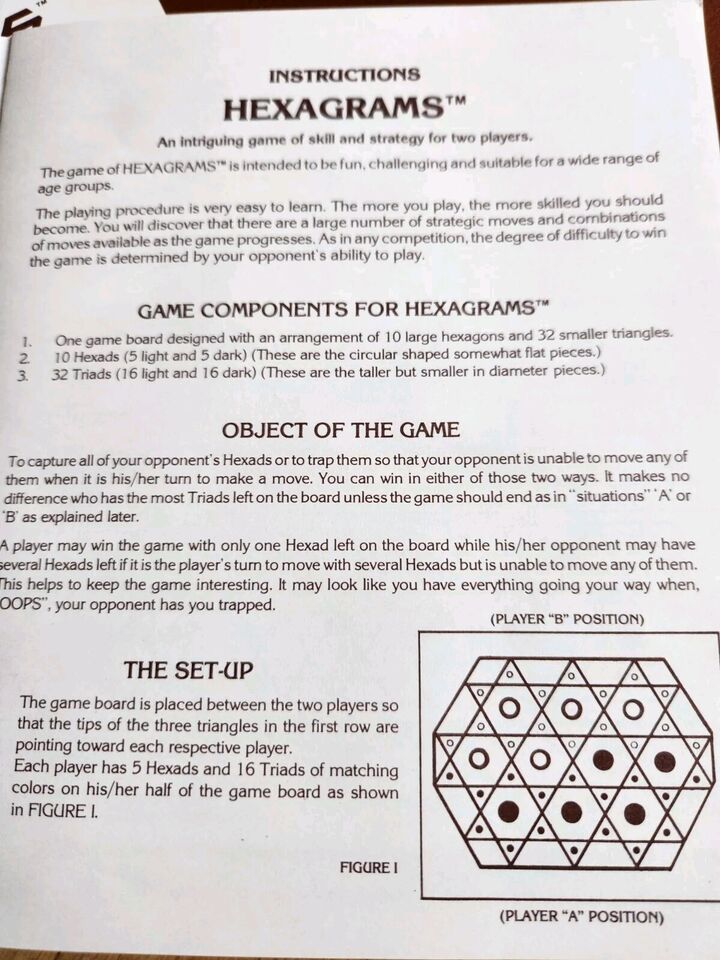 ™
INSTRUCTIONS
HEXAGRAMS™
An intriguing game of skill and strategy for two players.
The game of HEXAGRAMS™ is intended to be fun, challenging and suitable for a wide range of
age groups.
The playing procedure is very easy to learn. The more you play, the more skilled you should
become. You will discover that there are a large number of strategic moves and combinations
of moves available as the game progresses. As in any competition, the degree of difficulty to win
the game is determined by your opponent's ability to play.
GAME COMPONENTS FOR HEXAGRAMS™
1. One game board designed with an arrangement of 10 large hexagons and 32 smaller triangles.
2. 10 Hexads (5 light and 5 dark) (These are the circular shaped somewhat flat pieces.)
3. 32 Triads (16 light and 16 dark) (These are the taller but smaller in diameter pieces.)
OBJECT OF THE GAME
To capture all of your opponent's Hexads or to trap them so that your opponent is unable to move any of
them when it is his/her turn to make a move. You can win in either of those two ways. It makes no
difference who has the most Triads left on the board unless the game should end as in "situations" 'A' or
'B' as explained later.
A player may win the game with only one Hexad left on the board while his/her opponent may have
several Hexads left if it is the player's turn to move with several Hexads but is unable to move any of them.
This helps to keep the game interesting. It may look like you have everything going your way when,
OOPS", your opponent has you trapped.
(PLAYER "B" POSITION)
THE SET-UP
The game board is placed between the two players so
that the tips of the three triangles in the first row are
pointing toward each respective player.
Each player has 5 Hexads and 16 Triads of matching
colors on his/her half of the game board as shown
in FIGURE I.
FIGURE I
(PLAYER "A" POSITION)